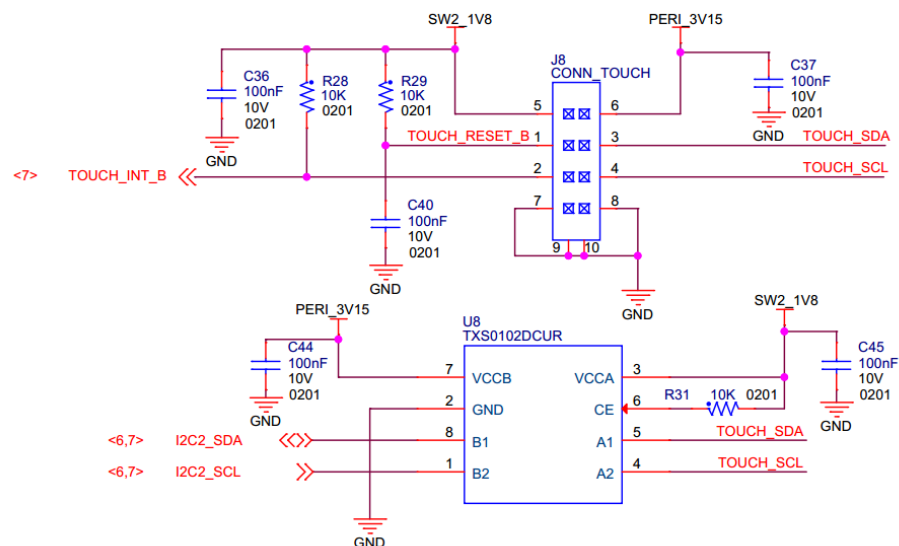 SW2_1V8
PERI_3V15
C36
100nF
10V
0201
GND
R28
10K
0201
R29
10K
0201
J8
CONN_TOUCH
C37
100nF
10V
0201
GND
5
6
TOUCH_RESET_B
1
3
TOUCH_SDA
<7>
TOUCH_INT_B
2
4
TOUCH_SCL
7
8
9
10
C40
100nF
10V
0201
GND
GND
PERI_3V15
SW2_1V8
U8
TXS0102DCUR
C44
100nF
10V
0201
GND
C45
100nF
10V
0201
GND
7
VCCB
VCCA
3
2
GND
CE
6
R31
10K
0201
<6,7>
I2C2_SDA
8
B1
A1
5
TOUCH_SDA
<6,7>
I2C2_SCL
1
B2
A2
4
TOUCH_SCL
GND